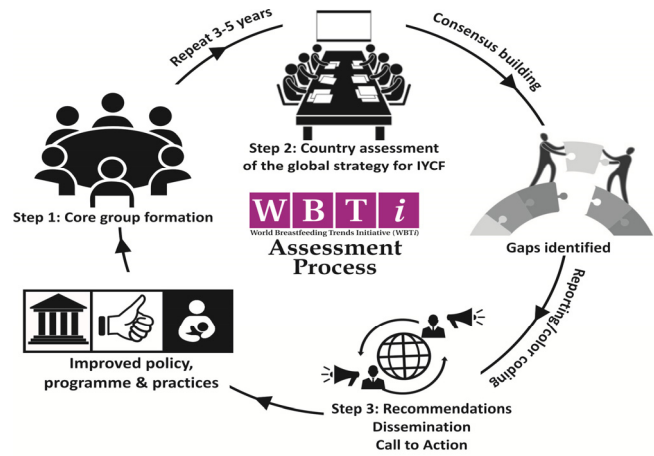 Repeat 3-5 years
Consensus building
Step 2: Country assessment
of the global strategy for IYCF
Step 1: Core group formation
WBTi
World Breastfeeding Trends Initiative (WBTi)
Assessment
Process
Gaps identified
Reporting/color coding
Improved policy,
programme & practices
Step 3: Recommendations
Dissemination
Call to Action